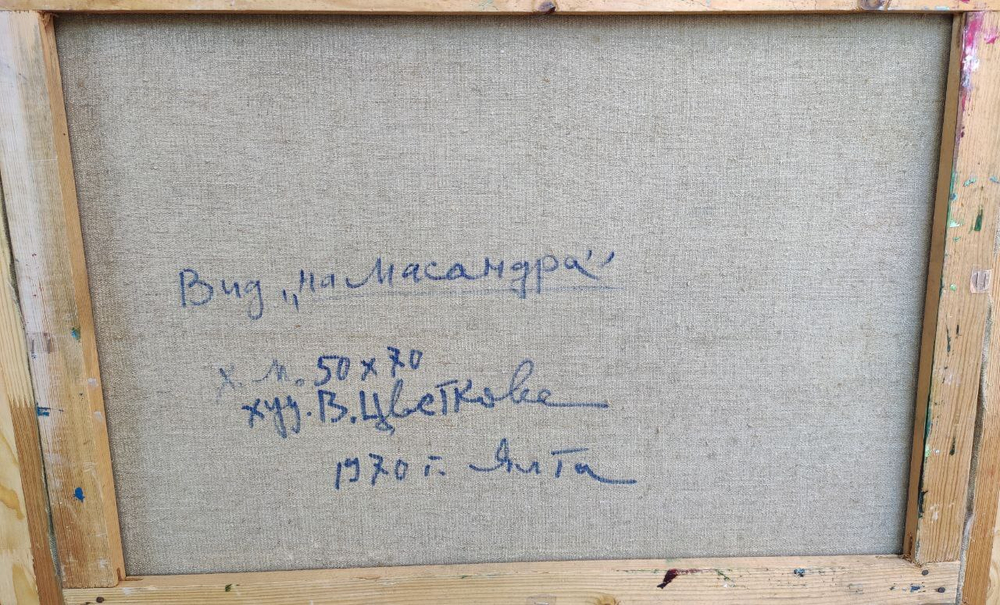 Вид „на Масандра"
х. м. 50 х 70
худ. В. Цветкова
1970 г. Ялта